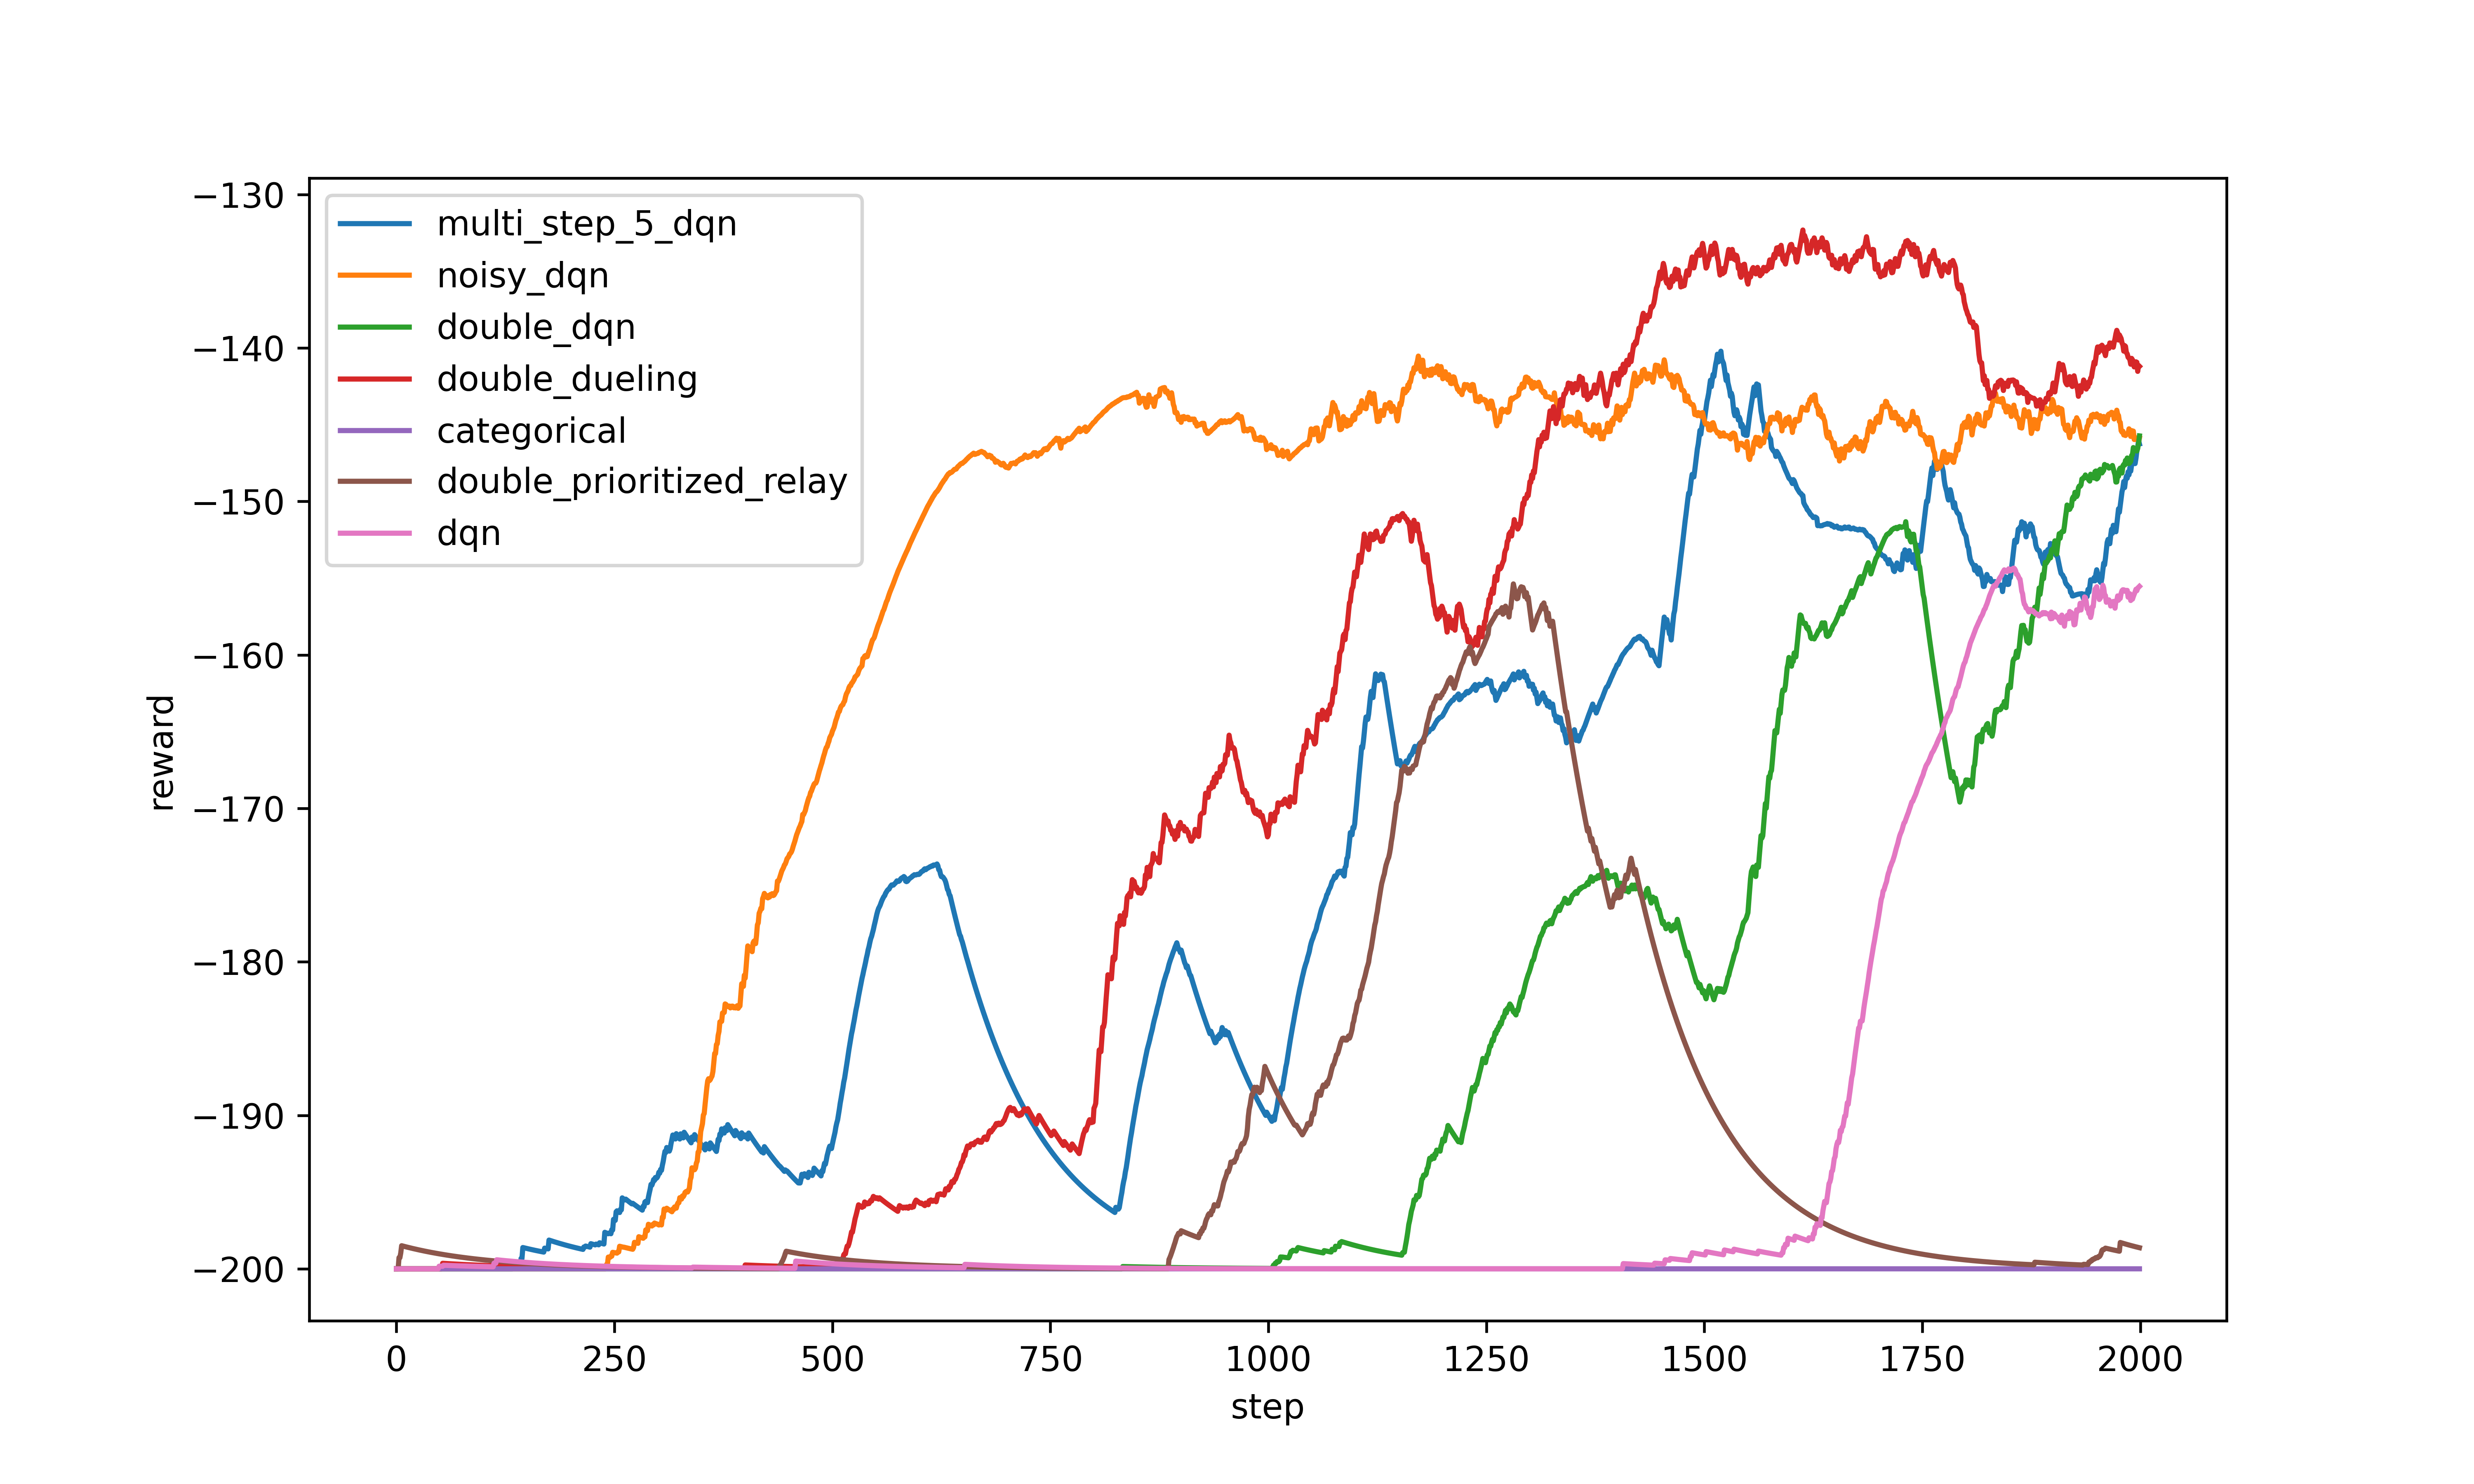 −130
−140
−150
−160
−170
−180
−190
−200
reward
multi_step_5_dqn
noisy_dqn
double_dqn
double_dueling
categorical
double_prioritized_relay
dqn
0 250 500 750 1000 1250 1500 1750 2000
step